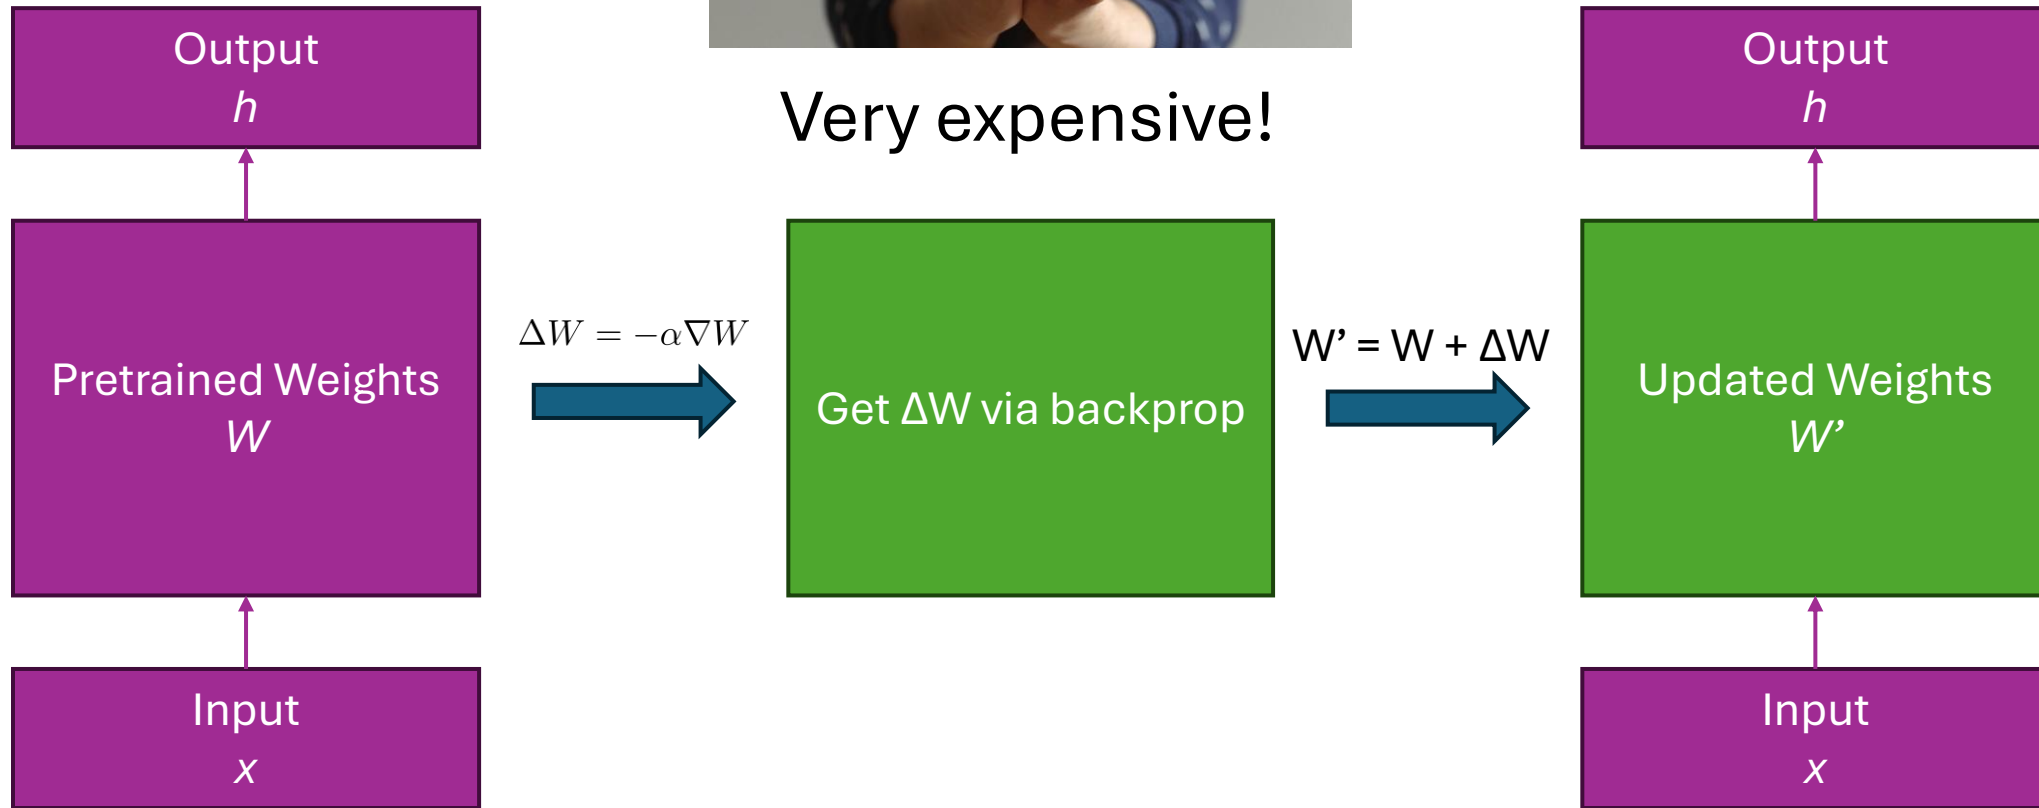 Output
h
Very expensive!
Output
h
Pretrained Weights
W
ΔW = −α∇W
Get ΔW via backprop
W’ = W + ΔW
Updated Weights
W’
Input
x
Input
x